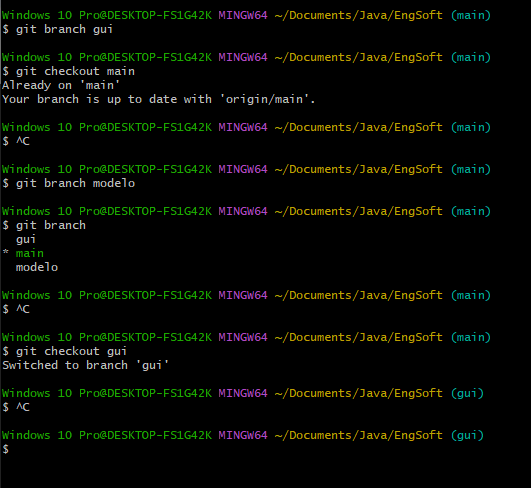 Windows 10 Pro@DESKTOP-FS1G42K MINGW64 ~/Documents/Java/EngSoft (main)
$ git branch gui
Windows 10 Pro@DESKTOP-FS1G42K MINGW64 ~/Documents/Java/EngSoft (main)
$ git checkout main
Already on 'main'
Your branch is up to date with 'origin/main'.
Windows 10 Pro@DESKTOP-FS1G42K MINGW64 ~/Documents/Java/EngSoft (main)
$ ^C
Windows 10 Pro@DESKTOP-FS1G42K MINGW64 ~/Documents/Java/EngSoft (main)
$ git branch modelo
Windows 10 Pro@DESKTOP-FS1G42K MINGW64 ~/Documents/Java/EngSoft (main)
$ git branch
  gui
* main
  modelo
Windows 10 Pro@DESKTOP-FS1G42K MINGW64 ~/Documents/Java/EngSoft (main)
$ ^C
Windows 10 Pro@DESKTOP-FS1G42K MINGW64 ~/Documents/Java/EngSoft (main)
$ git checkout gui
Switched to branch 'gui'
Windows 10 Pro@DESKTOP-FS1G42K MINGW64 ~/Documents/Java/EngSoft (gui)
$ ^C
Windows 10 Pro@DESKTOP-FS1G42K MINGW64 ~/Documents/Java/EngSoft (gui)
$